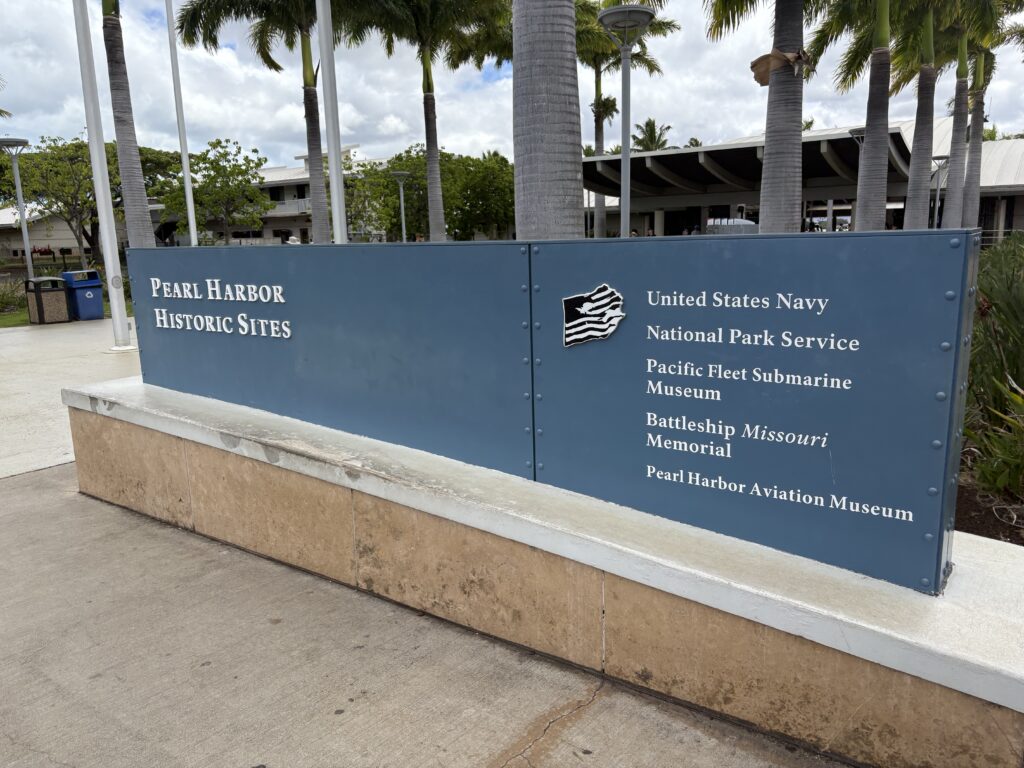 PEARL HARBOR
HISTORIC SITES
United States Navy
National Park Service
Pacific Fleet Submarine
Museum
Battleship Missouri
Memorial
Pearl Harbor Aviation Museum